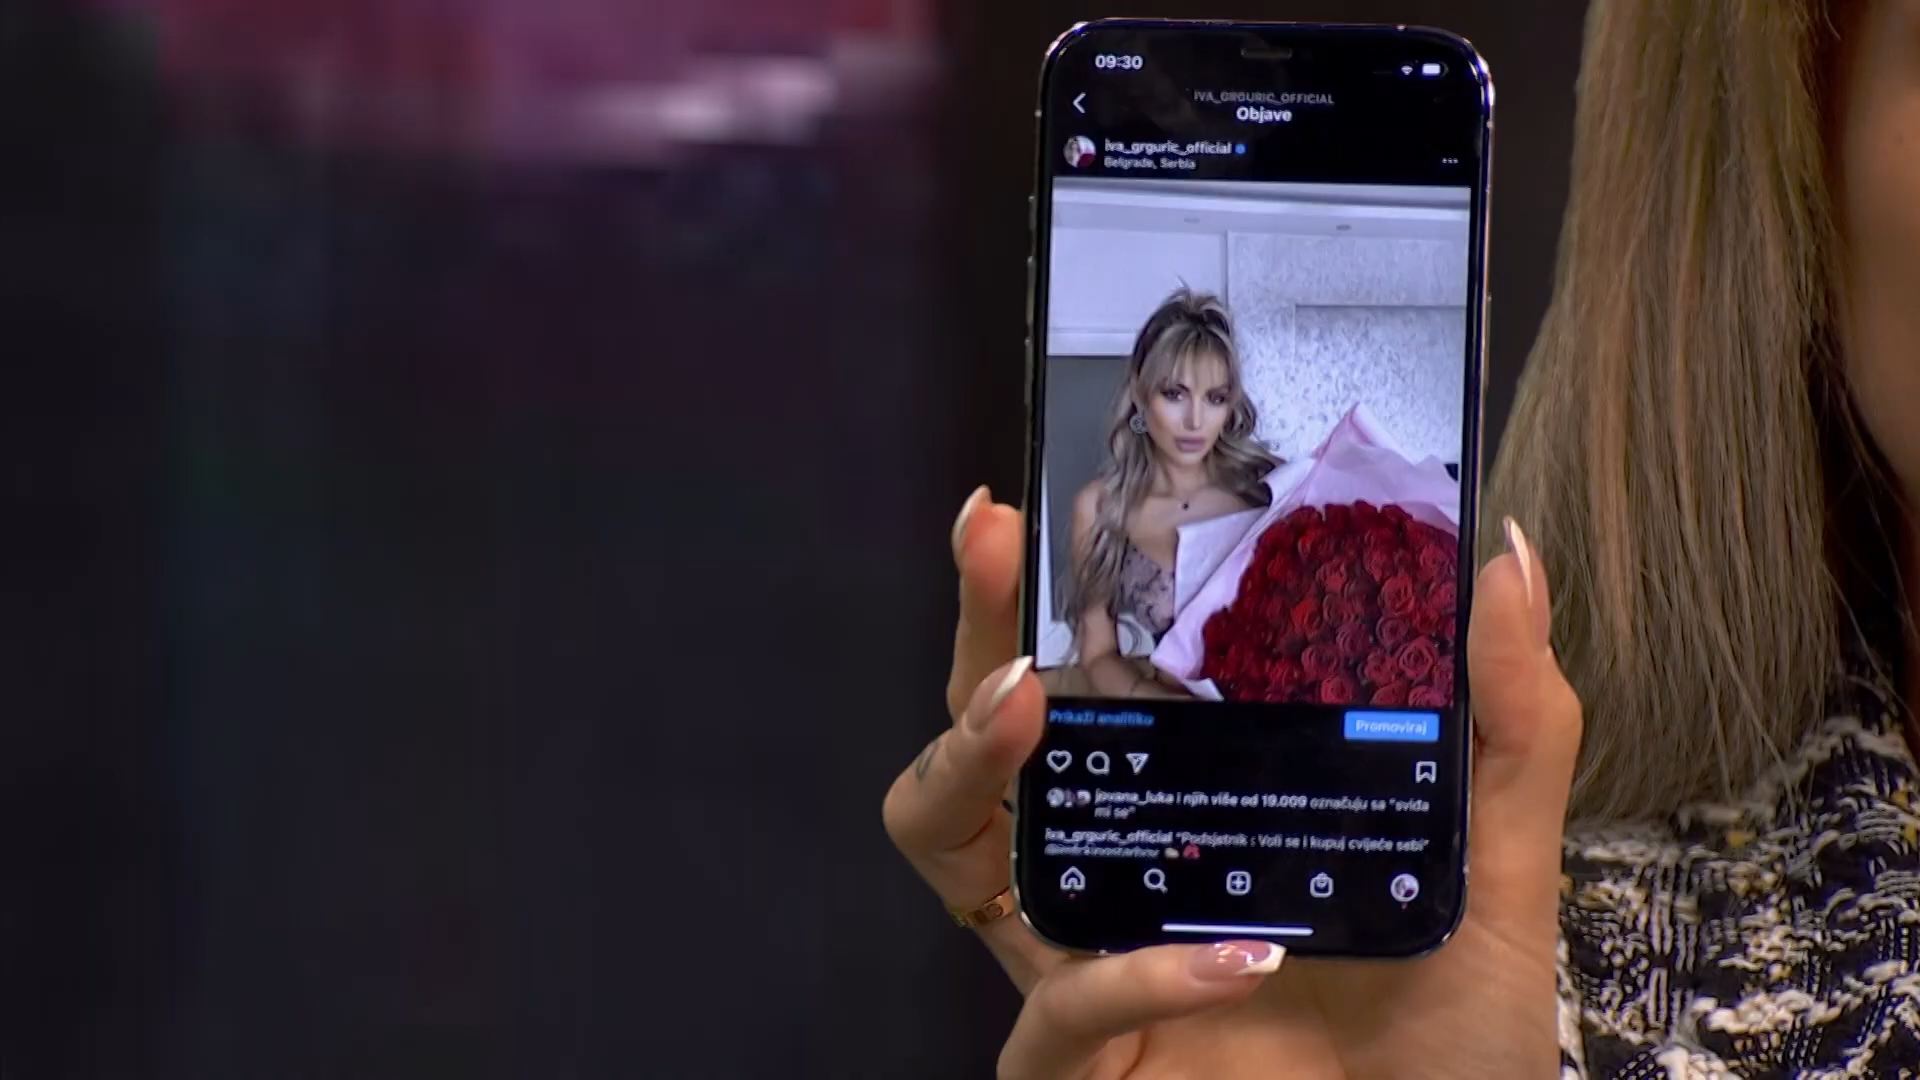 09:30
IVA_GRGURIC_OFFICIAL
Objave
iva_grguric_official
Belgrade, Serbia
Prikaži analitiku
Promoviraj
jovana_luka i njih više od 19.009 označuju sa "sviđa
mi se"
iva_grguric_official "Podsjetnik : Voli se i kupuj cvijeće sebi"